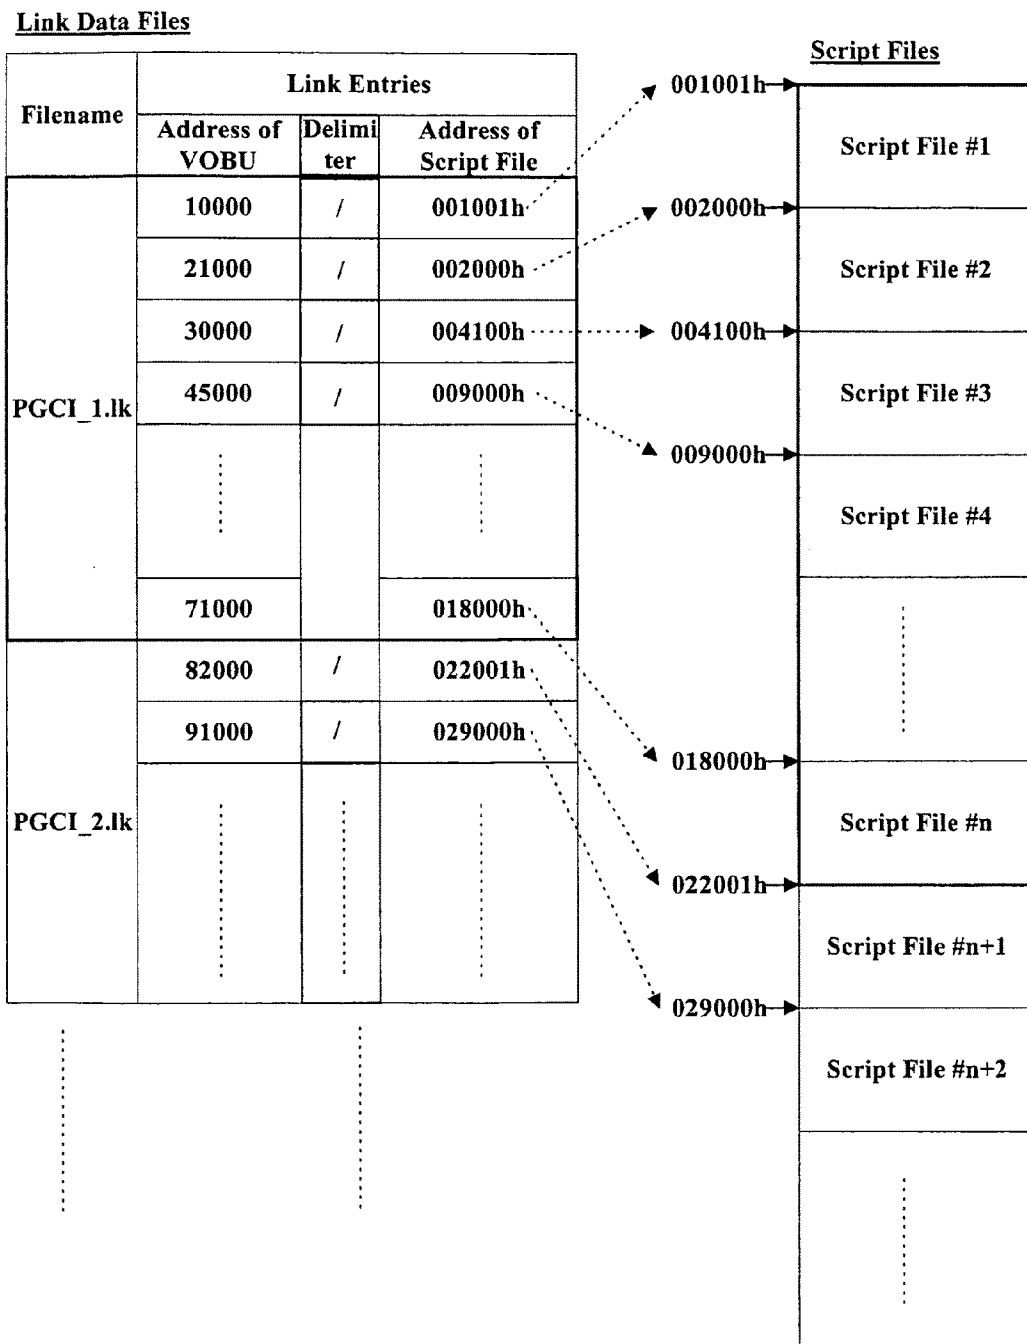 Link Data Files
Script Files
Filename
Link Entries
Address of
VOBU
Delimi
ter
Address of
Script File
PGCI_1.lk
10000 / 001001h
21000 / 002000h
30000 / 004100h
45000 / 009000h
71000 018000h
PGCI_2.lk
82000 / 022001h
91000 / 029000h
001001h
Script File #1
002000h
Script File #2
004100h
Script File #3
009000h
Script File #4
018000h
Script File #n
022001h
Script File #n+1
029000h
Script File #n+2